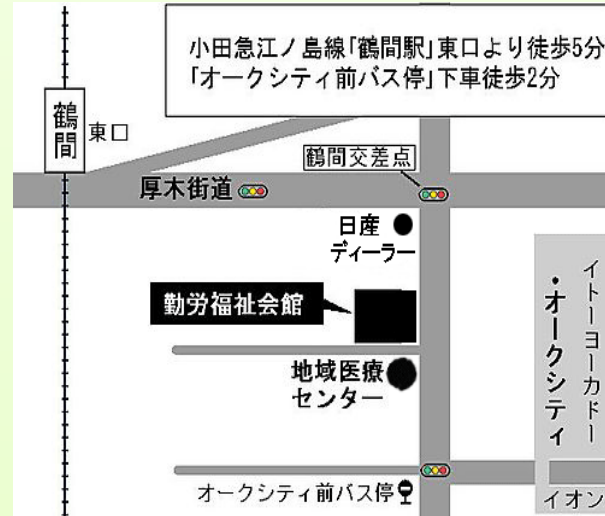 小田急江ノ島線「鶴間駅」東口より徒歩5分
「オークシティ前バス停」下車徒歩2分
鶴間
東口
鶴間交差点
厚木街道
日産
ディーラー
勤労福祉会館
地域医療
センター
イトーヨーカドー
・オークシティ
オークシティ前バス停
イオン